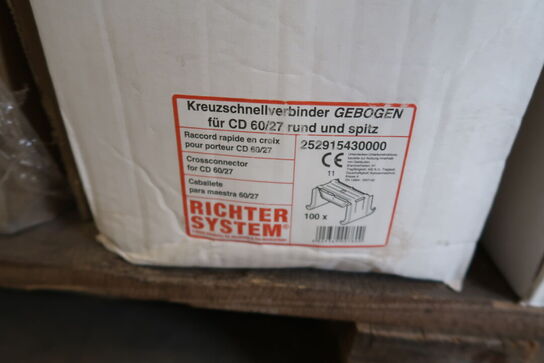 Kreuzschnellverbinder GEBOGEN
für CD 60/27 rund und spitz
Raccord rapide en croix
pour porteur CD 60/27
Crossconnector
for CD 60/27
Caballete
para maestra 60/27
RICHTER
SYSTEM
252915430000
CE
11
100 x